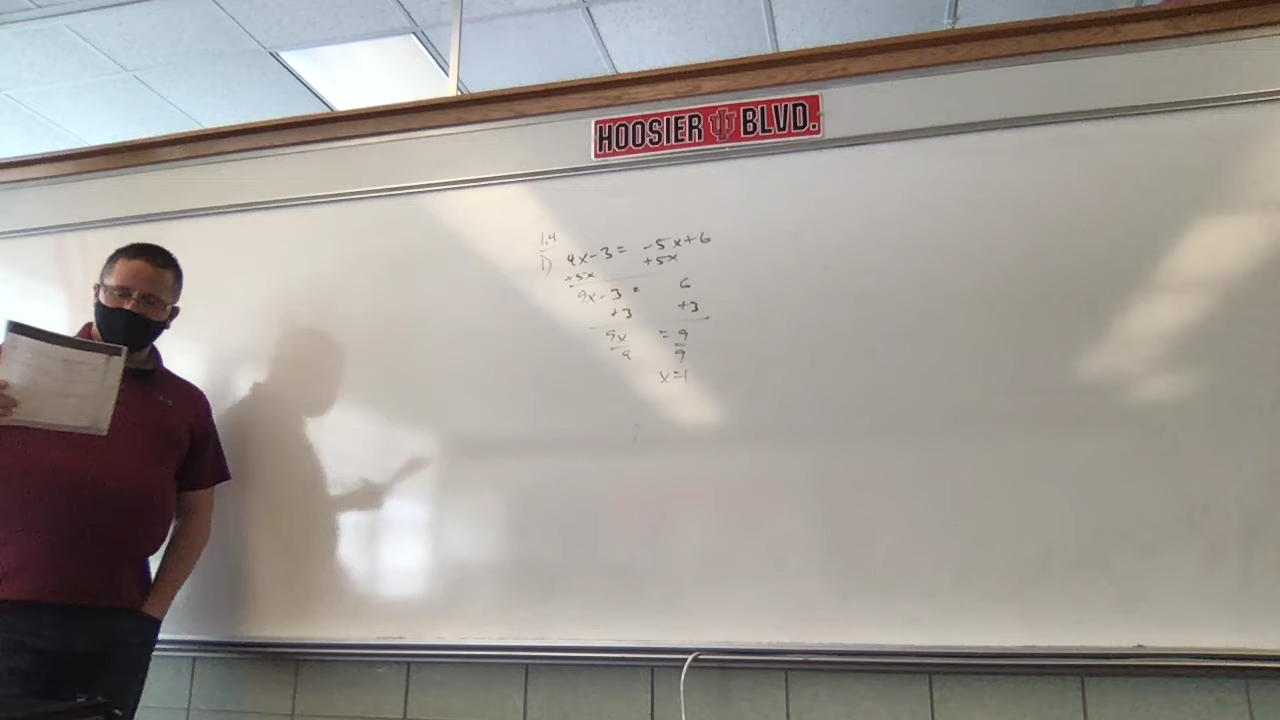 HOOSIER BLVD.
1.4
1) 4x-3 = -5x+6
+5x +5x
9x-3 = 6
+3 +3
9x = 9
9 9
x=1